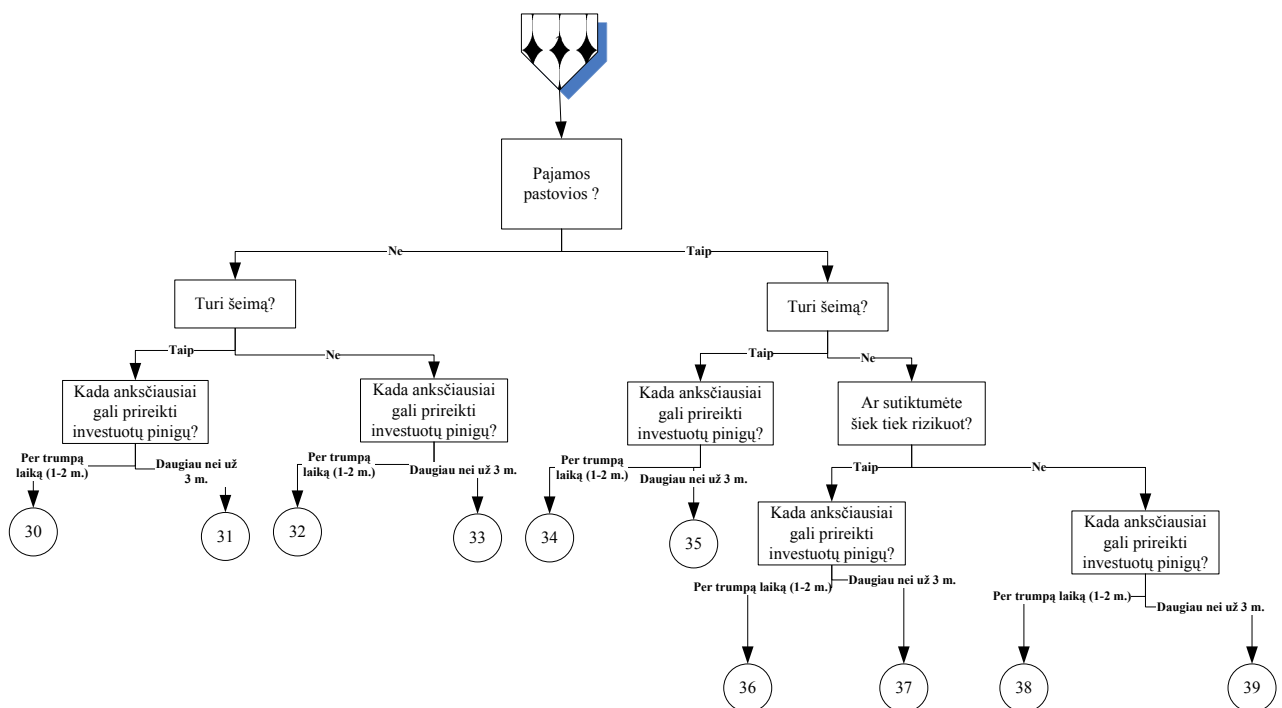 Pajamos
pastovios ?
Ne
Taip
Turi šeimą?
Turi šeimą?
Taip
Ne
Taip
Ne
Kada anksčiausiai
gali prireikti
investuotų pinigų?
Kada anksčiausiai
gali prireikti
investuotų pinigų?
Kada anksčiausiai
gali prireikti
investuotų pinigų?
Ar sutiktumėte
šiek tiek rizikuot?
Per trumpą
laiką (1-2 m.)
Daugiau nei už
3 m.
Per trumpą
laiką (1-2 m.)
Daugiau nei už 3 m.
Per trumpą
laiką (1-2 m.)
Daugiau nei už 3 m.
Taip
Ne
30
31
32
33
34
35
Kada anksčiausiai
gali prireikti
investuotų pinigų?
Kada anksčiausiai
gali prireikti
investuotų pinigų?
Per trumpą laiką (1-2 m.)
Daugiau nei už 3 m.
Per trumpą laiką (1-2 m.)
Daugiau nei už 3 m.
36
37
38
39